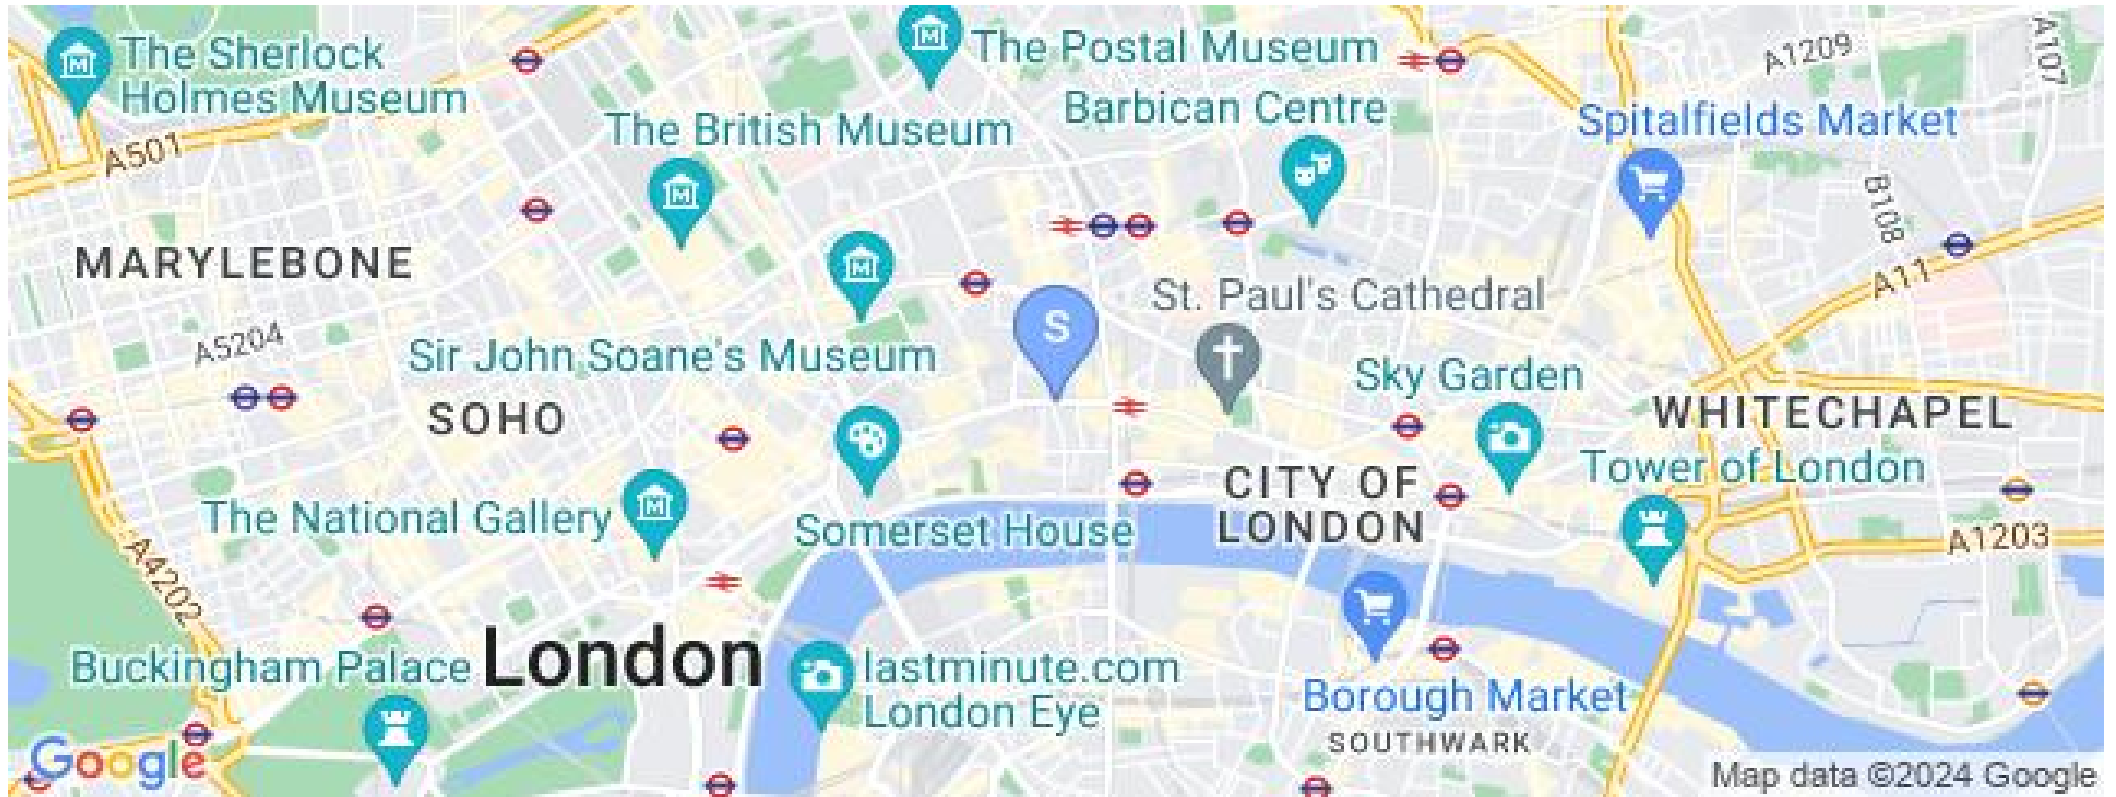 The Sherlock
Holmes Museum
The Postal Museum
A1209
A107
Barbican Centre
The British Museum
Spitalfields Market
A501
B108
MARYLEBONE
A11
St. Paul's Cathedral
S
A5204
Sir John Soane's Museum
Sky Garden
SOHO
WHITECHAPEL
Tower of London
CITY OF
LONDON
The National Gallery
Somerset House
A1203
A4202
Buckingham Palace
London
lastminute.com
London Eye
Borough Market
SOUTHWARK
Google
Map data ©2024 Google